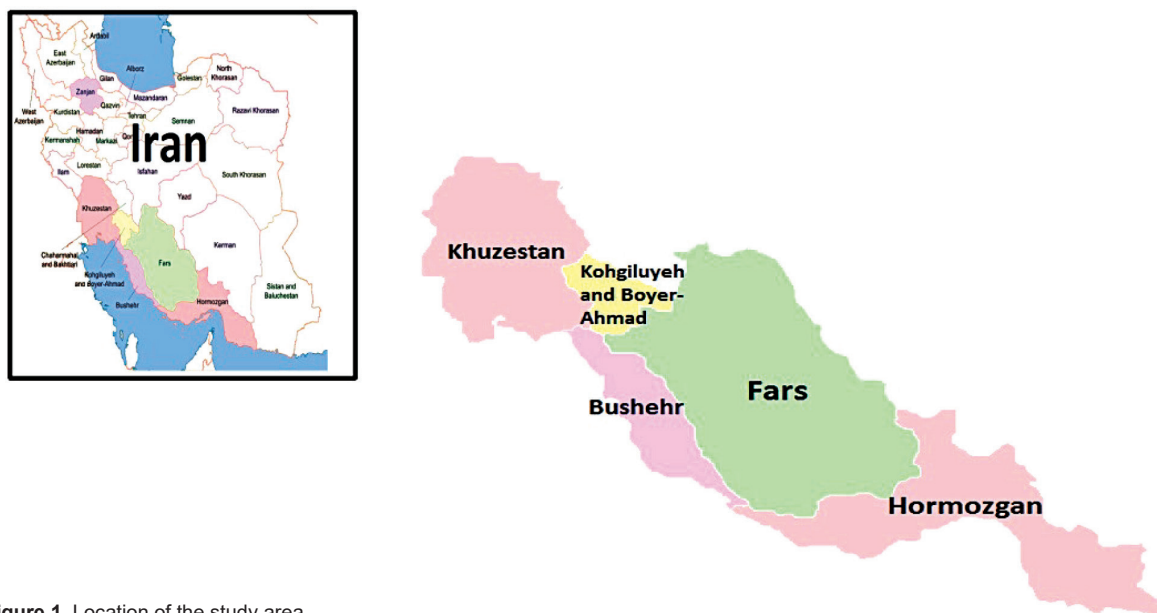 Ardabil
East
Azerbaijan
Alborz
Gilan
Golestan
North
Khorasan
Zanjan
Mazandaran
West
Azerbaijan
Kurdistan
Qazvin
Tehran
Semnan
Razavi Khorasan
Hamadan
Kermanshah
Markazi
Qom
Iran
Lorestan
Ilam
Isfahan
South Khorasan
Yazd
Khuzestan
Kerman
Chaharmahal
and Bakhtiari
Fars
Kohgiluyeh
and Boyer-Ahmad
Sistan and
Baluchestan
Hormozgan
Bushehr
Khuzestan
Kohgiluyeh
and Boyer-
Ahmad
Bushehr
Fars
Hormozgan
igure 1. Location of the study area